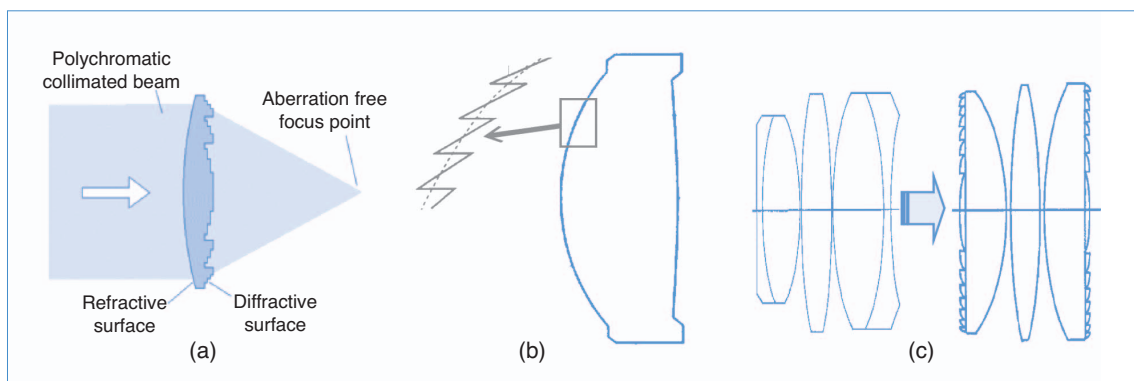 Polychromatic
collimated beam
Aberration free
focus point
Refractive
surface
Diffractive
surface
(a)
(b)
(c)